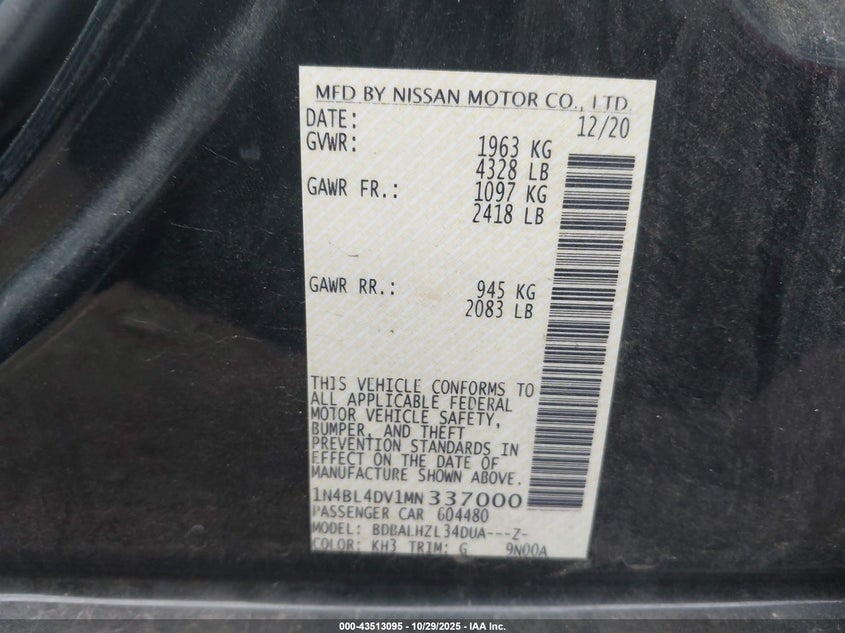 MFD BY NISSAN MOTOR CO., LTD.
DATE: 12/20
GVWR: 1963 KG
4328 LB
GAWR FR.: 1097 KG
2418 LB
GAWR RR.: 945 KG
2083 LB
THIS VEHICLE CONFORMS TO
ALL APPLICABLE FEDERAL
MOTOR VEHICLE SAFETY,
BUMPER, AND THEFT
PREVENTION STANDARDS IN
EFFECT ON THE DATE OF
MANUFACTURE SHOWN ABOVE.
1N4BL4DV1MN 337000
PASSENGER CAR 604480
MODEL: BDBALHZL34DUA---Z-
COLOR: KH3 TRIM: G 9N00A
000-43513095 • 10/29/2025 - IAA Inc.